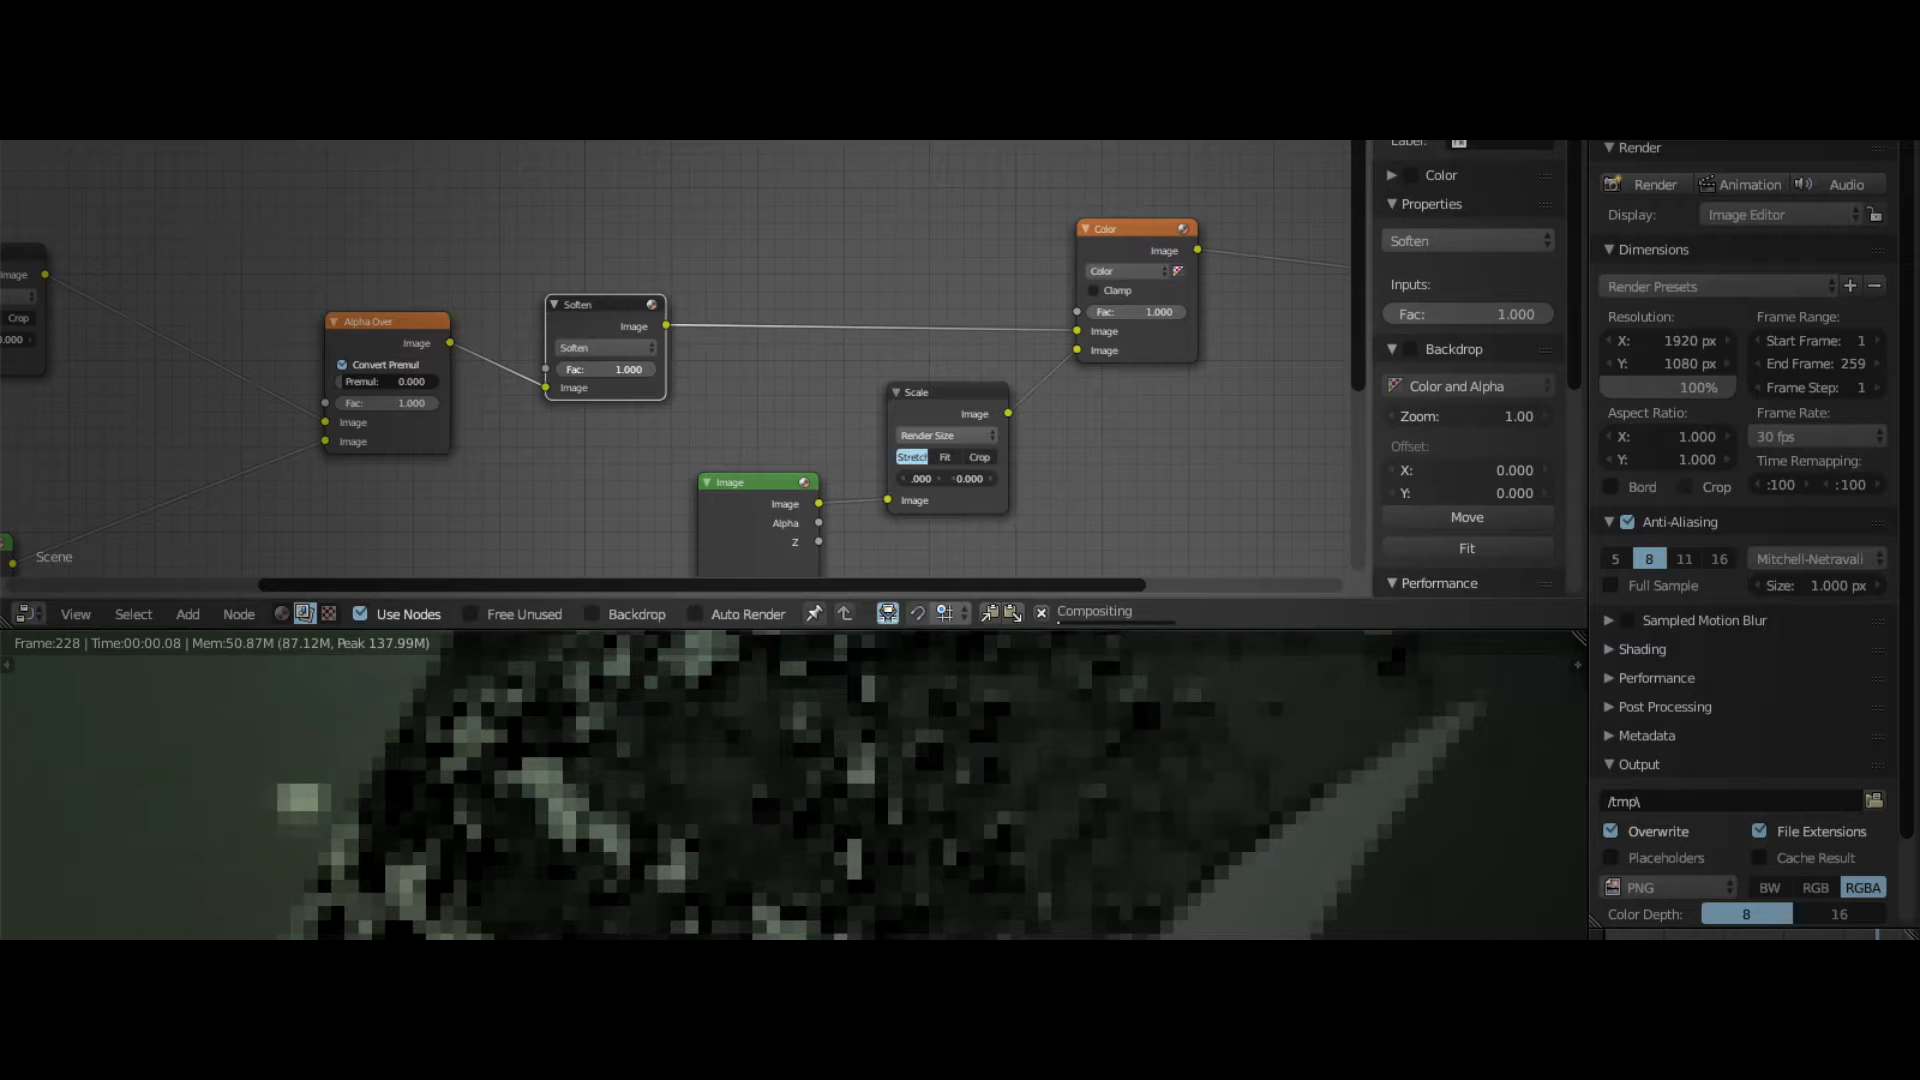 Image
Crop
0.000
Scene
Alpha Over
Image
Convert Premul
Premul: 0.000
Fac: 1.000
Image
Image
Soften
Image
Soften
Fac: 1.000
Image
Image
Image
Alpha
Z
Scale
Image
Render Size
Stretch Fit Crop
.000 0.000
Image
Color
Image
Color
Clamp
Fac: 1.000
Image
Image
Label:
Color
Properties
Soften
Inputs:
Fac: 1.000
Backdrop
Color and Alpha
Zoom: 1.00
Offset:
X: 0.000
Y: 0.000
Move
Fit
Performance
View Select Add Node Use Nodes Free Unused Backdrop Auto Render Compositing
Frame:228 | Time:00:00.08 | Mem:50.87M (87.12M, Peak 137.99M)
Render
Render Animation Audio
Display: Image Editor
Dimensions
Render Presets
Resolution: Frame Range:
X: 1920 px Start Frame: 1
Y: 1080 px End Frame: 259
100% Frame Step: 1
Aspect Ratio: Frame Rate:
X: 1.000 30 fps
Y: 1.000 Time Remapping:
Bord Crop :100 :100
Anti-Aliasing
5 8 11 16 Mitchell-Netravali
Full Sample Size: 1.000 px
Sampled Motion Blur
Shading
Performance
Post Processing
Metadata
Output
/tmp\
Overwrite File Extensions
Placeholders Cache Result
PNG BW RGB RGBA
Color Depth: 8 16